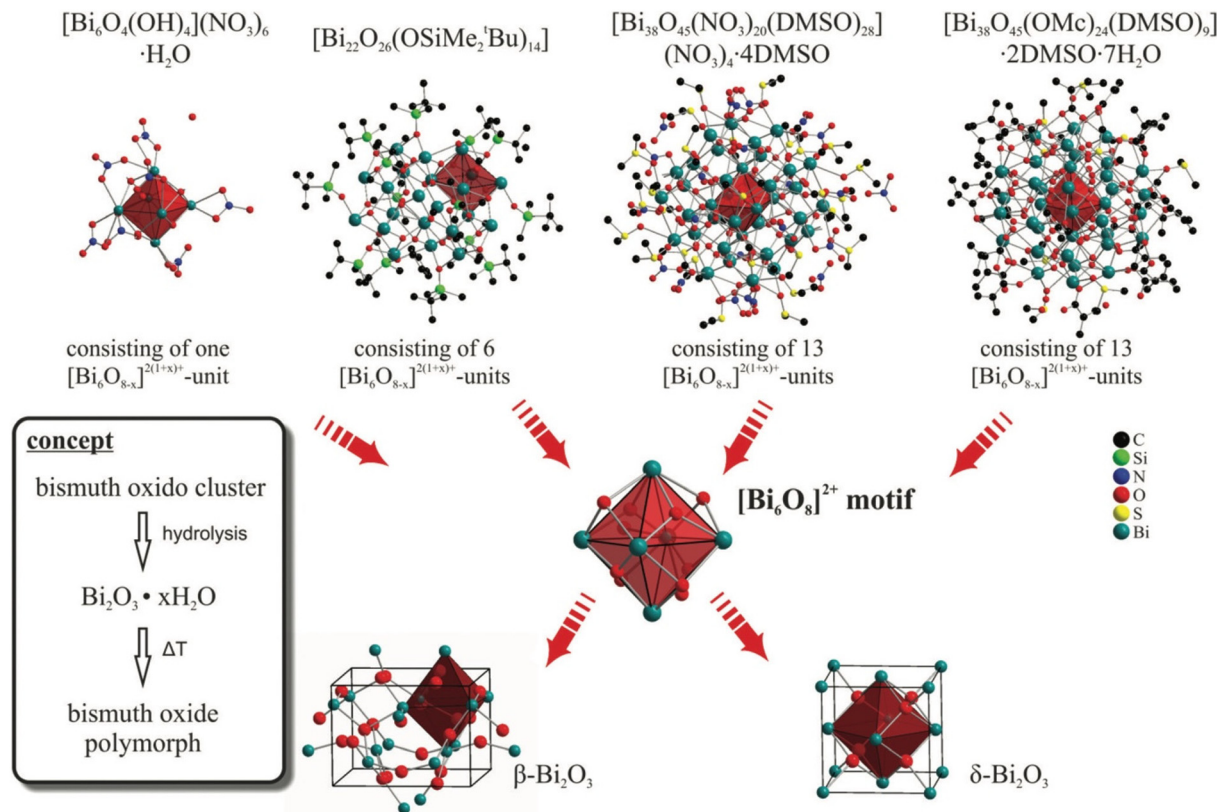 [Bi₆O₄(OH)₄](NO₃)₆
·H₂O
[Bi₂₂O₂₆(OSiMe₂ᵗBu)₁₄]
[Bi₃₈O₄₅(NO₃)₂₀(DMSO)₂₈]
(NO₃)₄·4DMSO
[Bi₃₈O₄₅(OMc)₂₄(DMSO)₉]
·2DMSO·7H₂O
consisting of one
[Bi₆O₈₋ₓ]²⁽¹⁺ˣ⁾⁺-unit
consisting of 6
[Bi₆O₈₋ₓ]²⁽¹⁺ˣ⁾⁺-units
consisting of 13
[Bi₆O₈₋ₓ]²⁽¹⁺ˣ⁾⁺-units
consisting of 13
[Bi₆O₈₋ₓ]²⁽¹⁺ˣ⁾⁺-units
concept
bismuth oxido cluster
hydrolysis
Bi₂O₃ • xH₂O
ΔT
bismuth oxide
polymorph
[Bi₆O₈]²⁺ motif
C
Si
N
O
S
Bi
β-Bi₂O₃
δ-Bi₂O₃